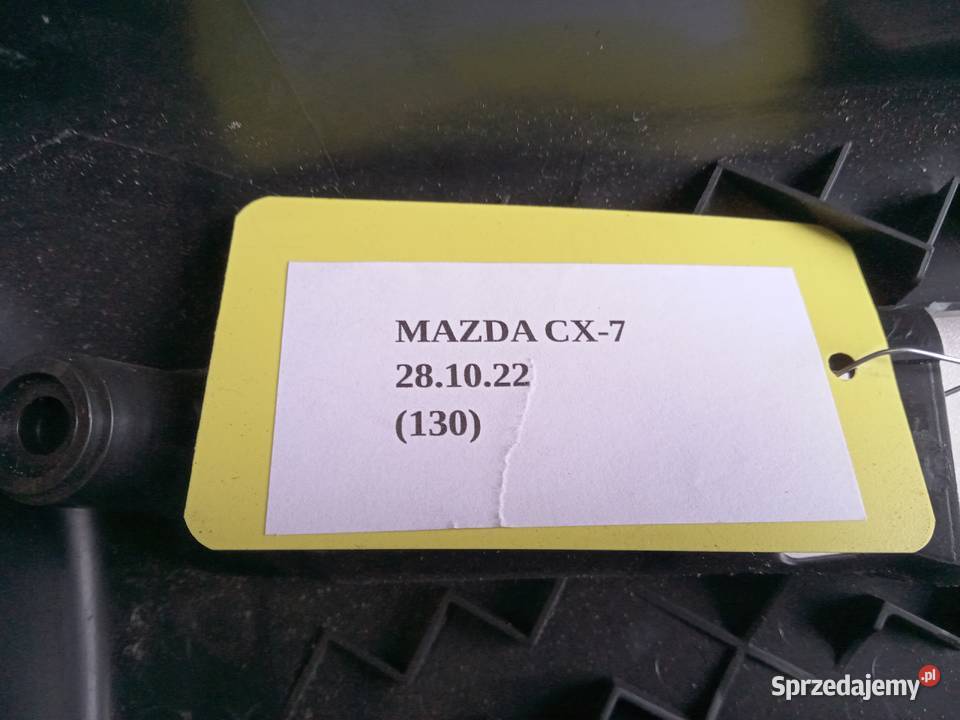 MAZDA CX-7
28.10.22
(130)
Sprzedajemy.pl